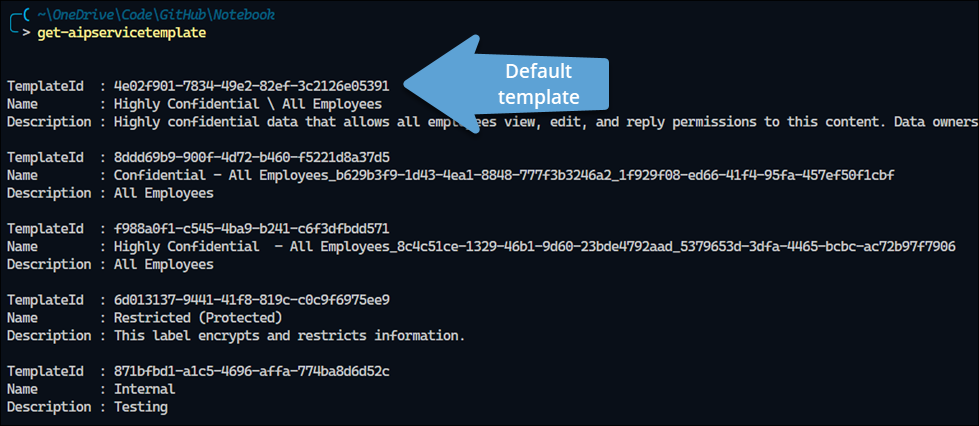 ~\OneDrive\Code\GitHub\Notebook
> get-aipservicetemplate
Default
template
TemplateId : 4e02f901-7834-49e2-82ef-3c2126e05391
Name : Highly Confidential \ All Employees
Description : Highly confidential data that allows all employees view, edit, and reply permissions to this content. Data owners
TemplateId : 8ddd69b9-900f-4d72-b460-f5221d8a37d5
Name : Confidential - All Employees_b629b3f9-1d43-4ea1-8848-777f3b3246a2_1f929f08-ed66-41f4-95fa-457ef50f1cbf
Description : All Employees
TemplateId : f988a0f1-c545-4ba9-b241-c6f3dfbdd571
Name : Highly Confidential  - All Employees_8c4c51ce-1329-46b1-9d60-23bde4792aad_5379653d-3dfa-4465-bcbc-ac72b97f7906
Description : All Employees
TemplateId : 6d013137-9441-41f8-819c-c0c9f6975ee9
Name : Restricted (Protected)
Description : This label encrypts and restricts information.
TemplateId : 871bfbd1-a1c5-4696-affa-774ba8d6d52c
Name : Internal
Description : Testing